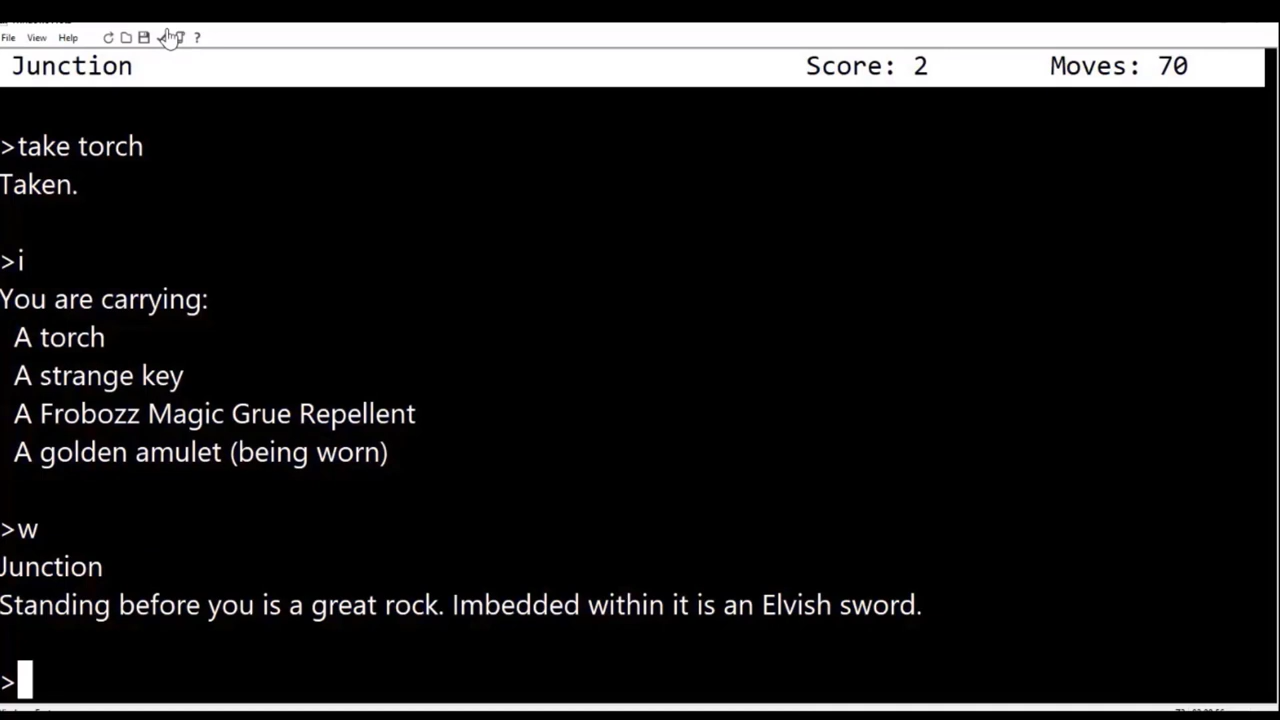 File View Help ?
Junction Score: 2 Moves: 70
>take torch
Taken.
>i
You are carrying:
A torch
A strange key
A Frobozz Magic Grue Repellent
A golden amulet (being worn)
>w
Junction
Standing before you is a great rock. Imbedded within it is an Elvish sword.
>